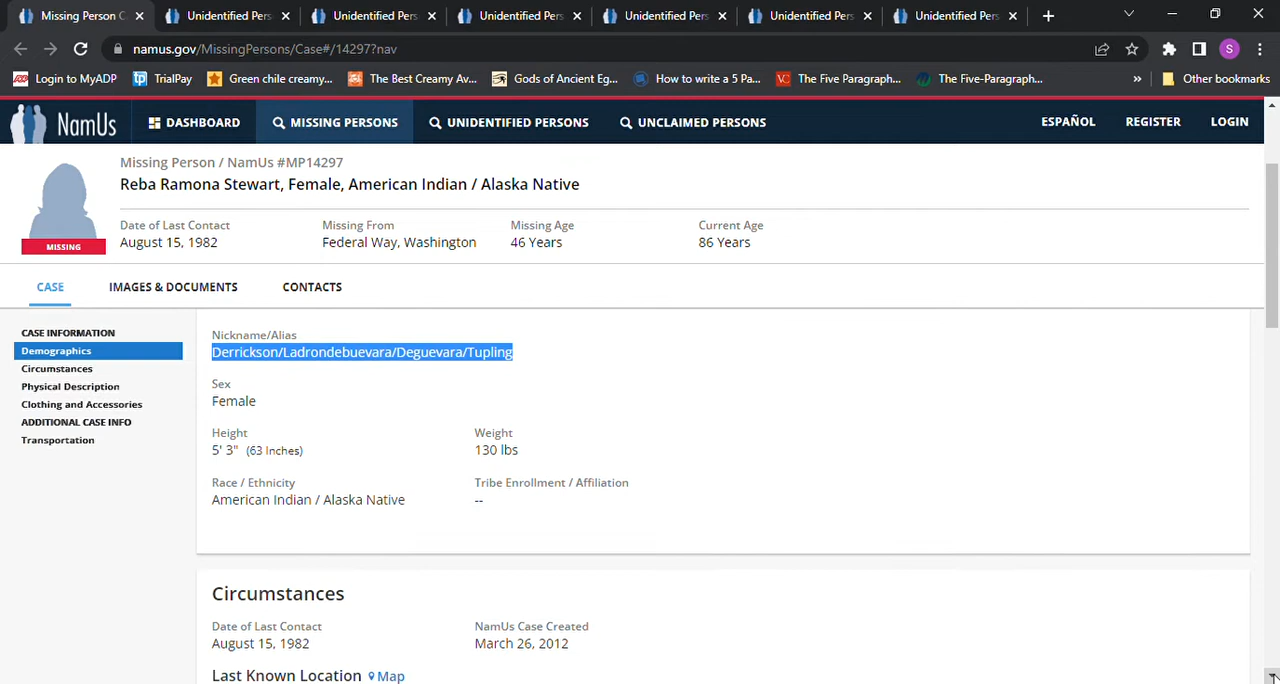 Missing Person C Unidentified Pers Unidentified Pers Unidentified Pers Unidentified Pers Unidentified Pers Unidentified Pers
namus.gov/MissingPersons/Case#/14297?nav S
Login to MyADP tp TrialPay Green chile creamy... The Best Creamy Av... Gods of Ancient Eg... How to write a 5 Pa... VC The Five Paragraph... The Five-Paragraph... » Other bookmarks
NamUs DASHBOARD MISSING PERSONS UNIDENTIFIED PERSONS UNCLAIMED PERSONS ESPAÑOL REGISTER LOGIN
Missing Person / NamUs #MP14297
Reba Ramona Stewart, Female, American Indian / Alaska Native
Date of Last Contact Missing From Missing Age Current Age
August 15, 1982 Federal Way, Washington 46 Years 86 Years
MISSING
CASE IMAGES & DOCUMENTS CONTACTS
CASE INFORMATION
Demographics
Circumstances
Physical Description
Clothing and Accessories
ADDITIONAL CASE INFO
Transportation
Nickname/Alias
Derrickson/Ladrondebuevara/Deguevara/Tupling
Sex
Female
Height Weight
5' 3" (63 Inches) 130 lbs
Race / Ethnicity Tribe Enrollment / Affiliation
American Indian / Alaska Native --
Circumstances
Date of Last Contact NamUs Case Created
August 15, 1982 March 26, 2012
Last Known Location Map